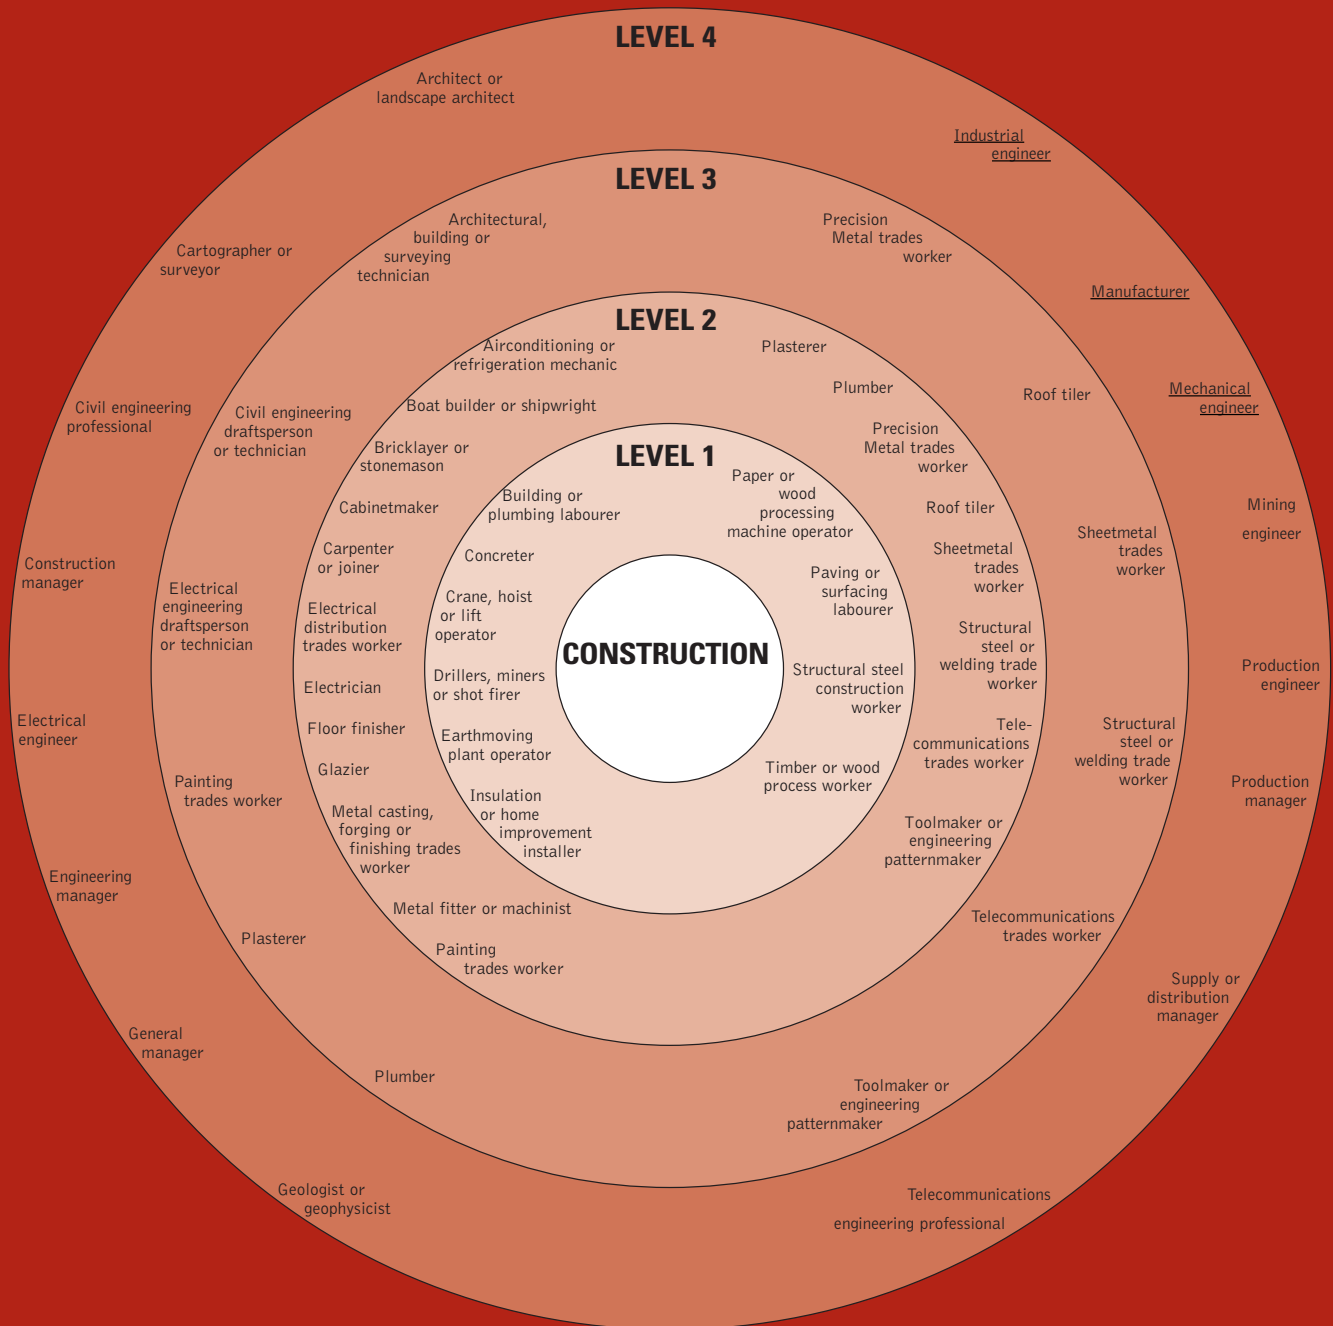 LEVEL 4
Architect or
landscape architect
Cartographer or
surveyor
Civil engineering
professional
Construction
manager
Electrical
engineer
Engineering
manager
General
manager
Geologist or
geophysicist
Industrial
engineer
Manufacturer
Mechanical
engineer
Mining
engineer
Production
engineer
Production
manager
Supply or
distribution
manager
Telecommunications
engineering professional
LEVEL 3
Architectural,
building or
surveying
technician
Civil engineering
draftsperson
or technician
Electrical
engineering
draftsperson
or technician
Painting
trades worker
Plasterer
Plumber
Precision
Metal trades
worker
Roof tiler
Sheetmetal
trades
worker
Structural
steel or
welding trade
worker
Telecommunications
trades worker
Toolmaker or
engineering
patternmaker
LEVEL 2
Airconditioning or
refrigeration mechanic
Boat builder or shipwright
Bricklayer or
stonemason
Cabinetmaker
Carpenter
or joiner
Electrical
distribution
trades worker
Electrician
Floor finisher
Glazier
Metal casting,
forging or
finishing trades
worker
Metal fitter or machinist
Painting
trades worker
Plasterer
Plumber
Precision
Metal trades
worker
Roof tiler
Sheetmetal
trades
worker
Structural
steel or
welding trade
worker
Tele-
communications
trades worker
Toolmaker or
engineering
patternmaker
LEVEL 1
Building or
plumbing labourer
Concreter
Crane, hoist
or lift
operator
Drillers, miners
or shot firer
Earthmoving
plant operator
Insulation
or home
improvement
installer
Paper or
wood
processing
machine operator
Paving or
surfacing
labourer
Structural steel
construction
worker
Timber or wood
process worker
CONSTRUCTION